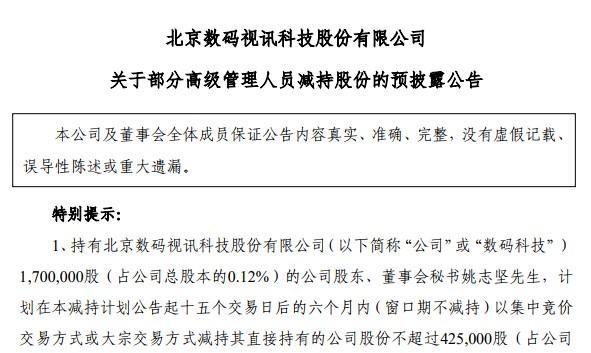 北京数码视讯科技股份有限公司
关于部分高级管理人员减持股份的预披露公告
本公司及董事会全体成员保证公告内容真实、准确、完整，没有虚假记载、
误导性陈述或重大遗漏。
特别提示：
1、持有北京数码视讯科技股份有限公司（以下简称“公司”或“数码科技”）
1,700,000股（占公司总股本的0.12%）的公司股东、董事会秘书姚志坚先生，计
划在本减持计划公告起十五个交易日后的六个月内（窗口期不减持）以集中竞价
交易方式或大宗交易方式减持其直接持有的公司股份不超过425,000股（占公司